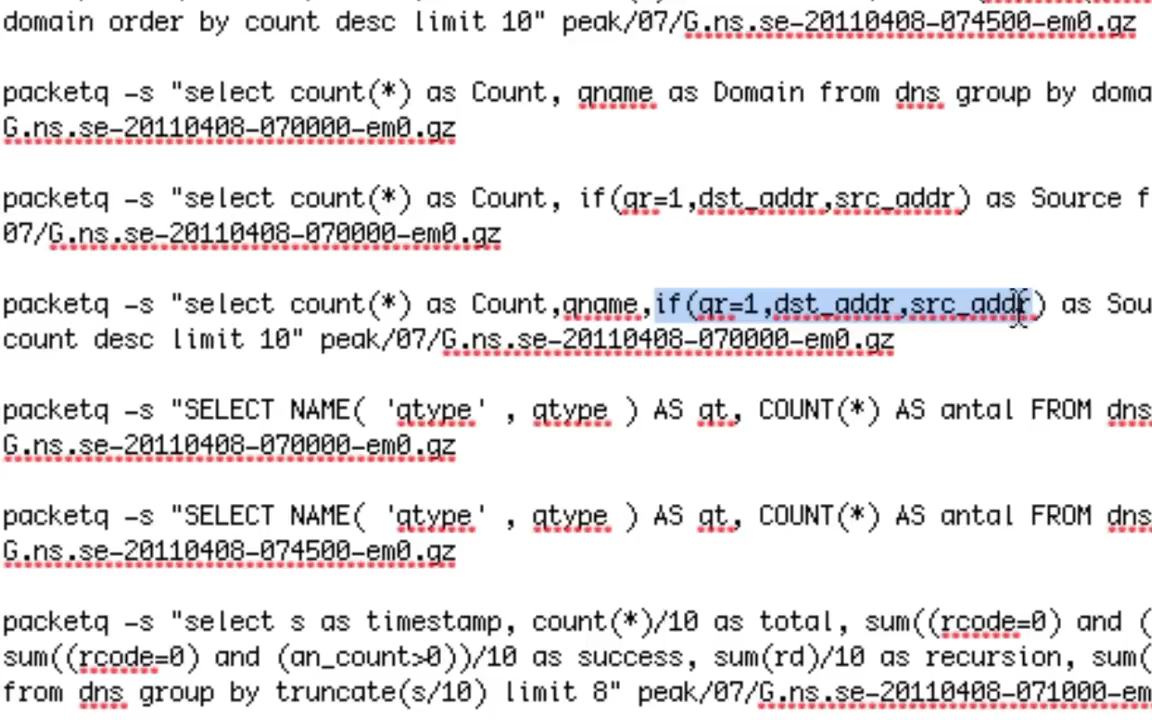 domain order by count desc limit 10" peak/07/G.ns.se-20110408-074500-em0.gz
packetq -s "select count(*) as Count, qname as Domain from dns group by doma
G.ns.se-20110408-070000-em0.gz
packetq -s "select count(*) as Count, if(qr=1,dst_addr,src_addr) as Source f
07/G.ns.se-20110408-070000-em0.gz
packetq -s "select count(*) as Count,qname,if(qr=1,dst_addr,src_addr) as Sou
count desc limit 10" peak/07/G.ns.se-20110408-070000-em0.gz
packetq -s "SELECT NAME( 'qtype' , qtype ) AS qt, COUNT(*) AS antal FROM dns
G.ns.se-20110408-070000-em0.gz
packetq -s "SELECT NAME( 'qtype' , qtype ) AS qt, COUNT(*) AS antal FROM dns
G.ns.se-20110408-074500-em0.gz
packetq -s "select s as timestamp, count(*)/10 as total, sum((rcode=0) and (
sum((rcode=0) and (an_count>0))/10 as success, sum(rd)/10 as recursion, sum(
from dns group by truncate(s/10) limit 8" peak/07/G.ns.se-20110408-071000-em